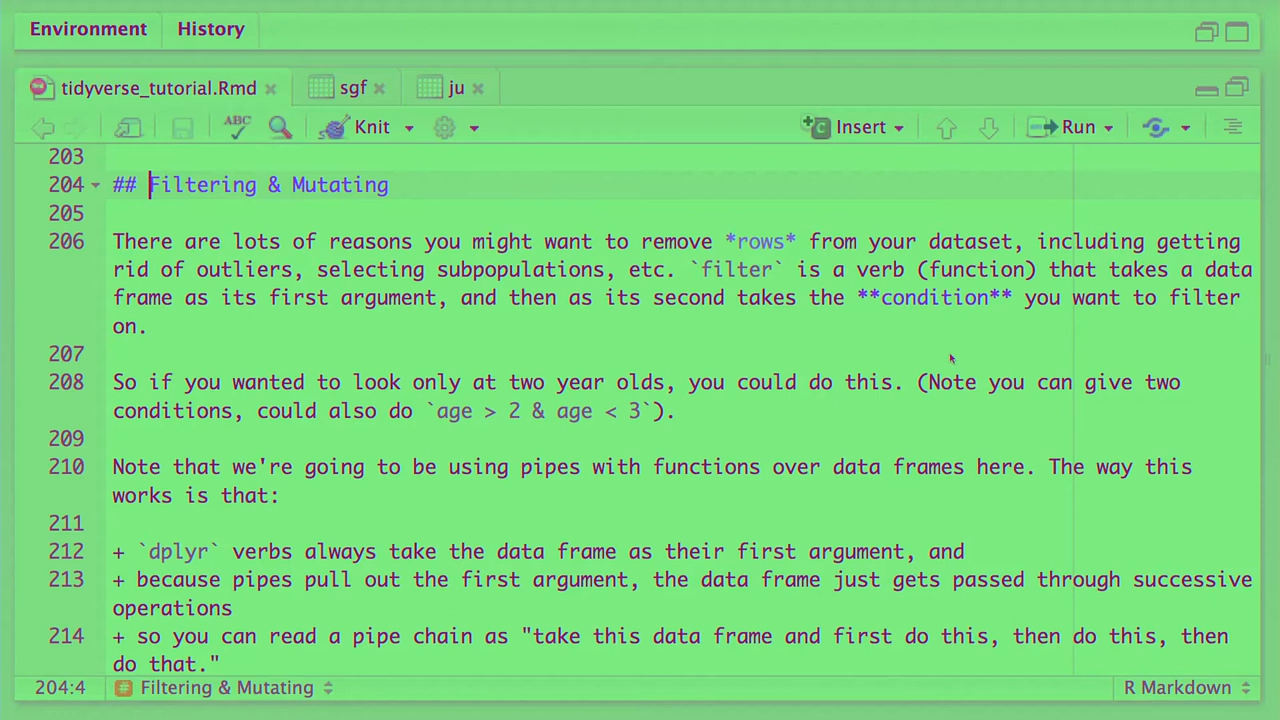 Environment History
tidyverse_tutorial.Rmd sgf ju
ABC Knit Insert Run
203
204 ## Filtering & Mutating
205
206 There are lots of reasons you might want to remove *rows* from your dataset, including getting
rid of outliers, selecting subpopulations, etc. `filter` is a verb (function) that takes a data
frame as its first argument, and then as its second takes the **condition** you want to filter
on.
207
208 So if you wanted to look only at two year olds, you could do this. (Note you can give two
conditions, could also do `age > 2 & age < 3`).
209
210 Note that we're going to be using pipes with functions over data frames here. The way this
works is that:
211
212 + `dplyr` verbs always take the data frame as their first argument, and
213 + because pipes pull out the first argument, the data frame just gets passed through successive
operations
214 + so you can read a pipe chain as "take this data frame and first do this, then do this, then
do that."
204:4 # Filtering & Mutating R Markdown